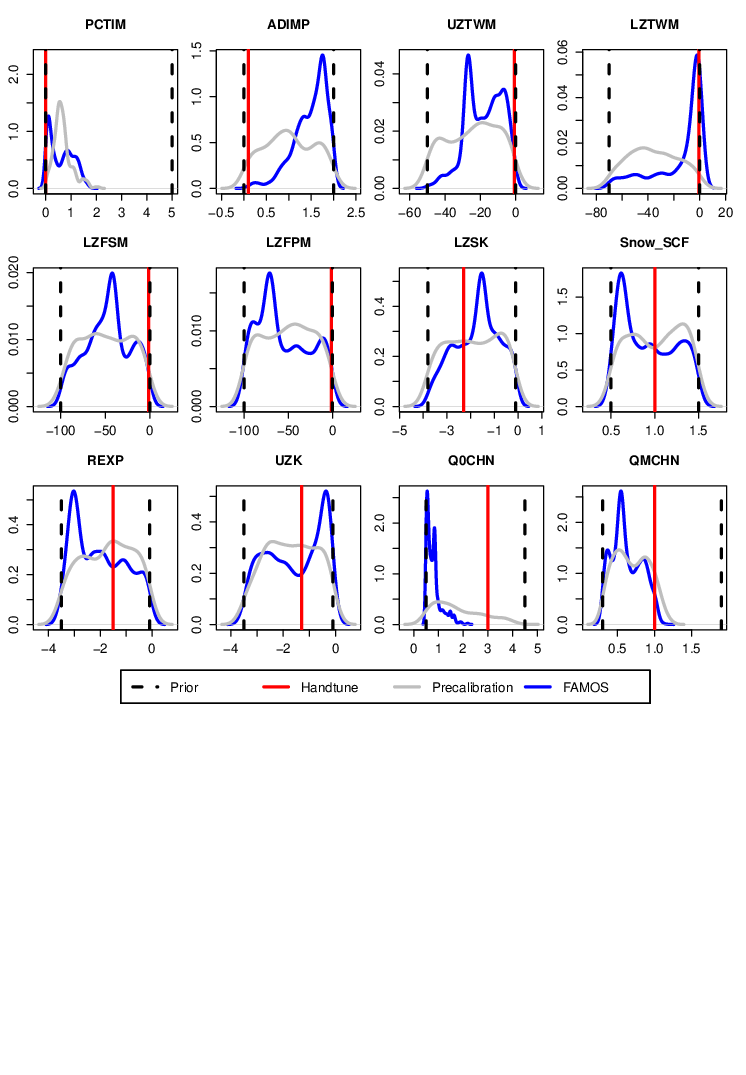 PCTIM
ADIMP
UZTWM
LZTWM
0.0 1.0 2.0
0 1 2 3 4 5
0.0 0.5 1.0 1.5
−0.5 0.5 1.5 2.5
0.00 0.02 0.04
−60 −40 −20 0
0.00 0.02 0.04 0.06
−80 −40 0 20
LZFSM
LZFPM
LZSK
Snow_SCF
0.000 0.010 0.020
−100 −50 0
0.000 0.010
−100 −50 0
0.0 0.2 0.4
−5 −3 −1 1
0.0 0.5 1.0 1.5
0.5 1.0 1.5
REXP
UZK
Q0CHN
QMCHN
0.0 0.2 0.4
−4 −2 0
0.0 0.2 0.4
−4 −2 0
0.0 1.0 2.0
0 1 2 3 4 5
0.0 1.0 2.0
0.5 1.0 1.5
Prior Handtune Precalibration FAMOS